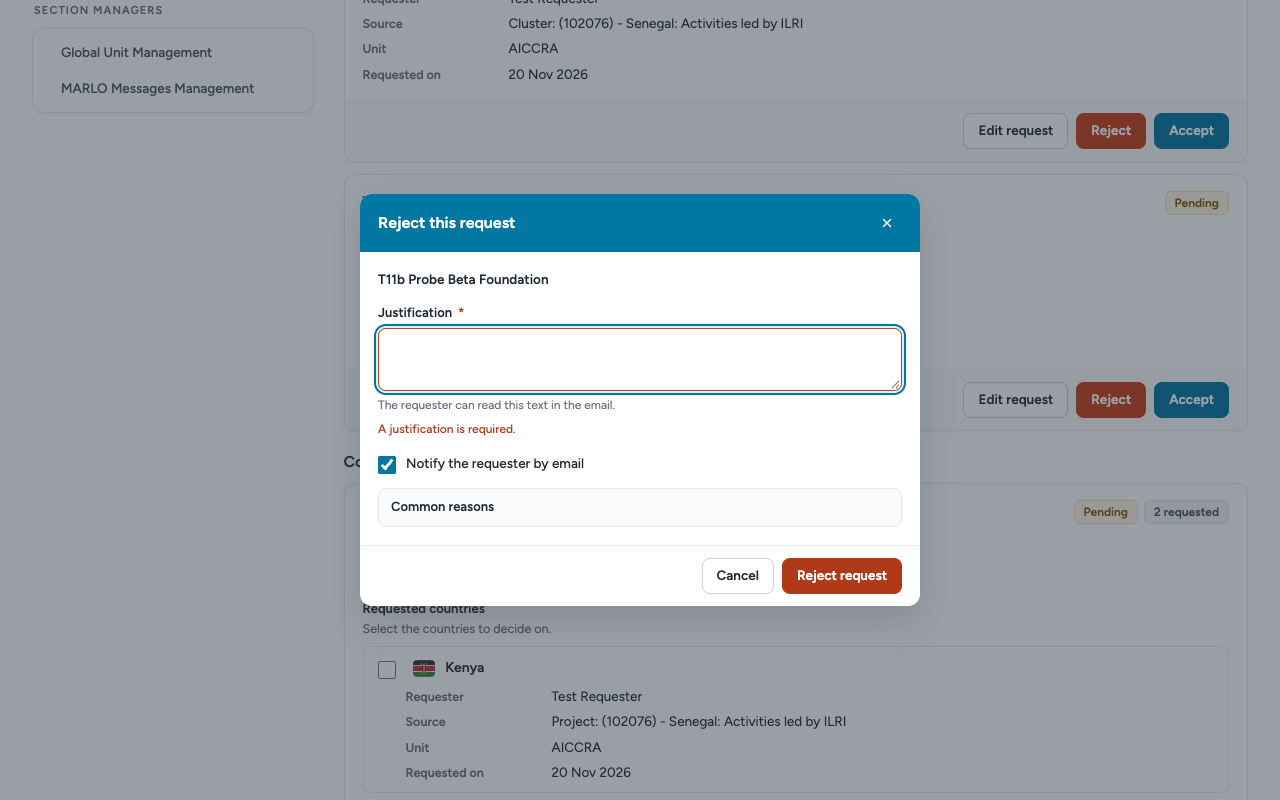 SECTION MANAGERS
Global Unit Management
MARLO Messages Management
Requester Test Requester
Source Cluster: (102076) - Senegal: Activities led by ILRI
Unit AICCRA
Requested on 20 Nov 2026
Edit request Reject Accept
Pending
Reject this request ×
T11b Probe Beta Foundation
Justification *
The requester can read this text in the email.
A justification is required.
Notify the requester by email
Common reasons
Cancel Reject request
Edit request Reject Accept
Co
Pending 2 requested
Requested countries
Select the countries to decide on.
Kenya
Requester Test Requester
Source Project: (102076) - Senegal: Activities led by ILRI
Unit AICCRA
Requested on 20 Nov 2026